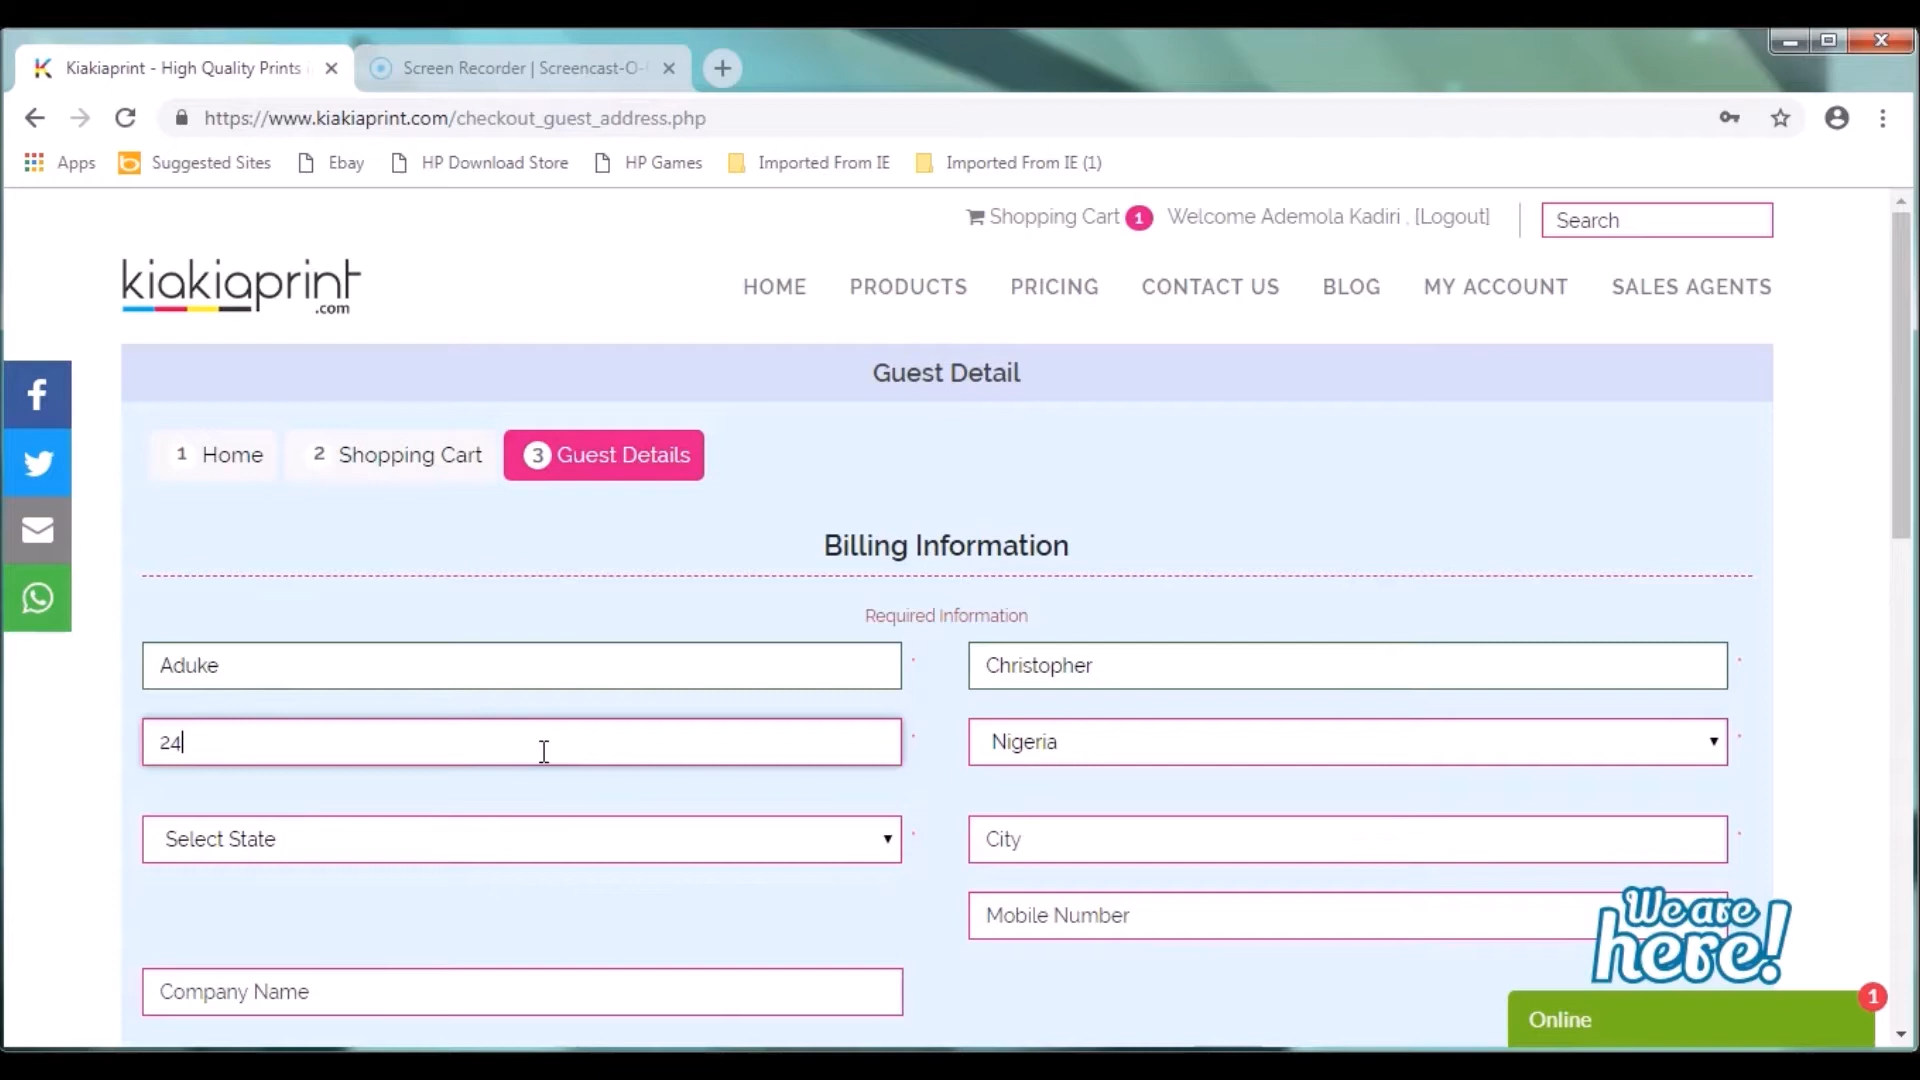 Kiakiaprint - High Quality Prints
Screen Recorder | Screencast-O-
https://www.kiakiaprint.com/checkout_guest_address.php
Apps
Suggested Sites
Ebay
HP Download Store
HP Games
Imported From IE
Imported From IE (1)
Shopping Cart 1
Welcome Ademola Kadiri , [Logout]
Search
kiakiaprint
.com
HOME
PRODUCTS
PRICING
CONTACT US
BLOG
MY ACCOUNT
SALES AGENTS
Guest Detail
1 Home
2 Shopping Cart
3 Guest Details
Billing Information
Required Information
Aduke
Christopher
24
Nigeria
Select State
City
Mobile Number
We are
here!
Company Name
1
Online